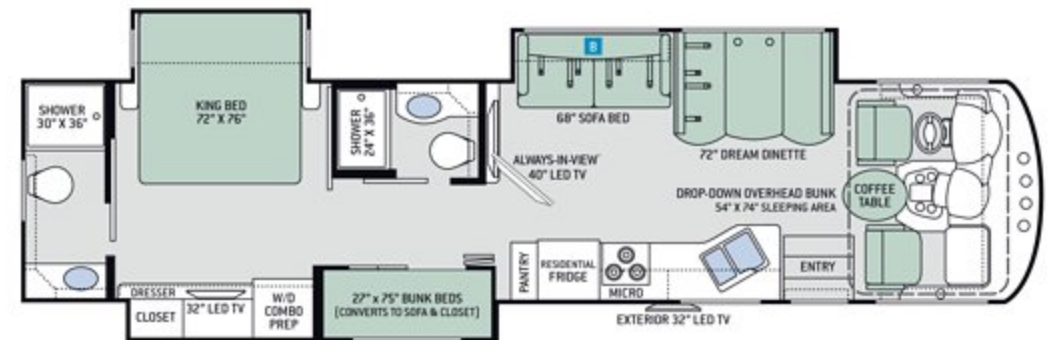 SHOWER
30" X 36"
KING BED
72" X 76"
SHOWER
24" X 36"
B
68" SOFA BED
72" DREAM DINETTE
ALWAYS-IN-VIEW
40" LED TV
DROP-DOWN OVERHEAD BUNK
54" X 74" SLEEPING AREA
COFFEE
TABLE
PANTRY
RESIDENTIAL
FRIDGE
MICRO
ENTRY
EXTERIOR 32" LED TV
DRESSER
CLOSET
32" LED TV
W/D
COMBO
PREP
27" x 75" BUNK BEDS
(CONVERTS TO SOFA & CLOSET)